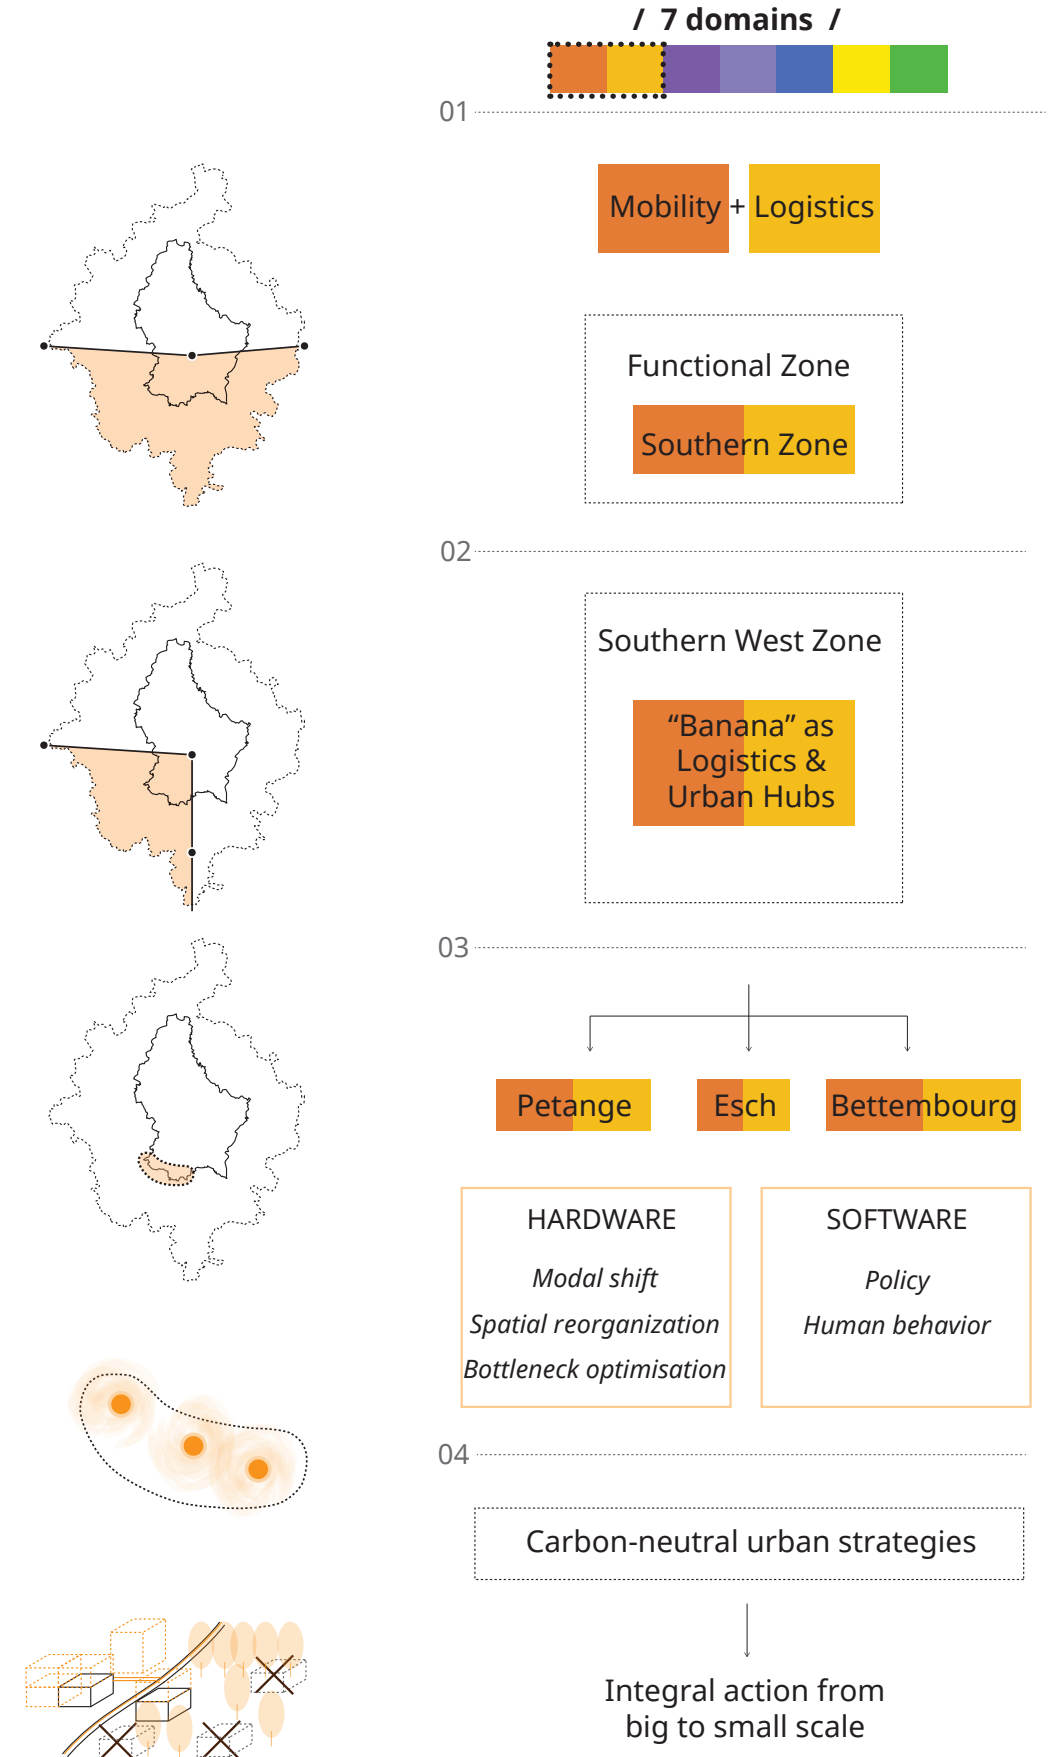 / 7 domains /
01
Mobility + Logistics
Functional Zone
Southern Zone
02
Southern West Zone
“Banana” as
Logistics &
Urban Hubs
03
Petange
Esch
Bettembourg
HARDWARE
Modal shift
Spatial reorganization
Bottleneck optimisation
SOFTWARE
Policy
Human behavior
04
Carbon-neutral urban strategies
Integral action from
big to small scale